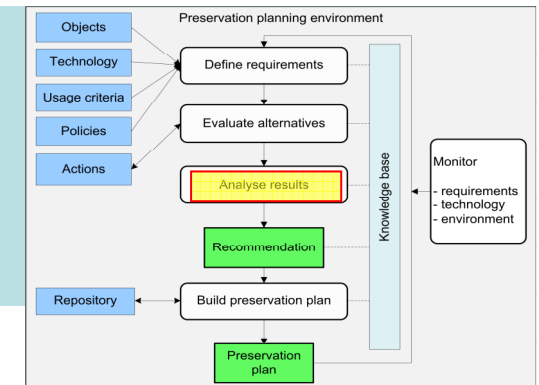 Preservation planning environment
Objects
Technology
Usage criteria
Policies
Actions
Define requirements
Evaluate alternatives
Analyse results
Recommendation
Repository
Build preservation plan
Preservation
plan
Knowledge base
Monitor
- requirements
- technology
- environment